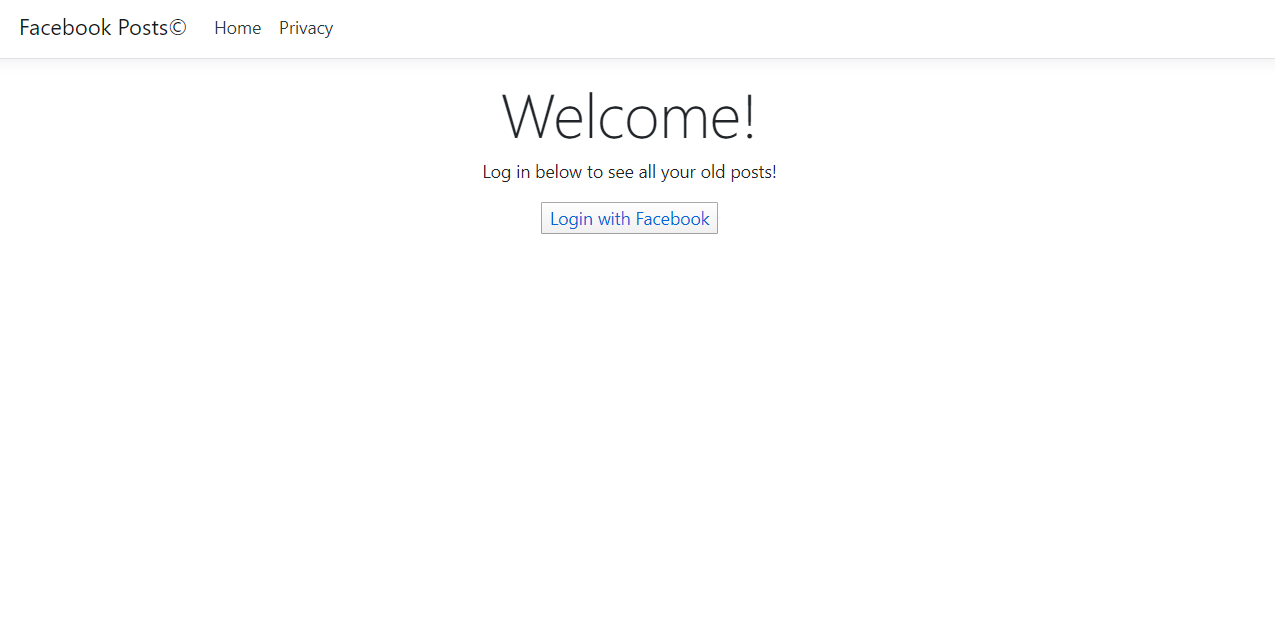 Facebook Posts© Home Privacy
Welcome!
Log in below to see all your old posts!
Login with Facebook